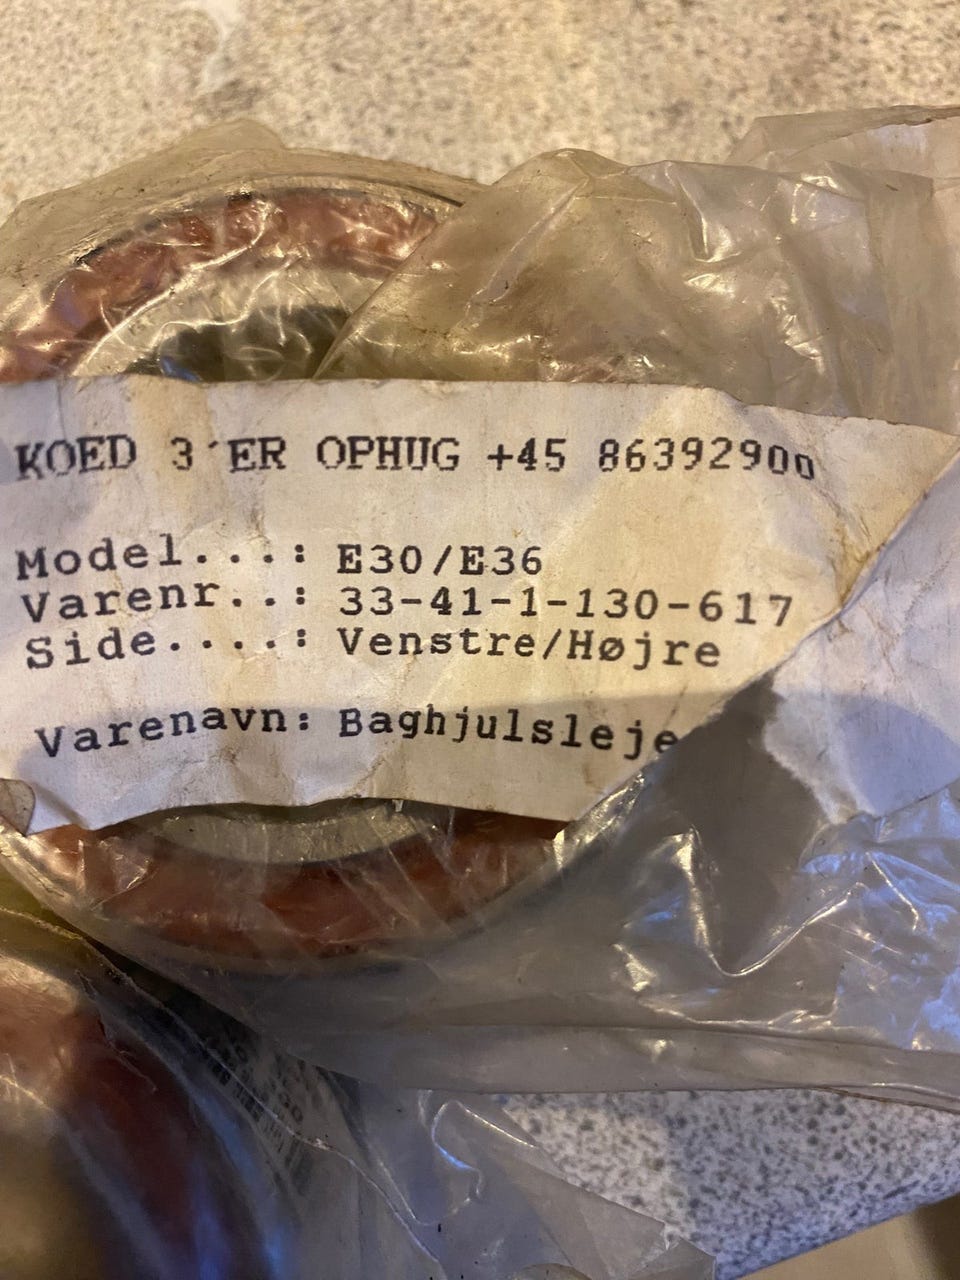 KOED 3´ER OPHUG +45 86392900
Model...: E30/E36
Varenr..: 33-41-1-130-617
Side....: Venstre/Højre
Varenavn: Baghjulsleje